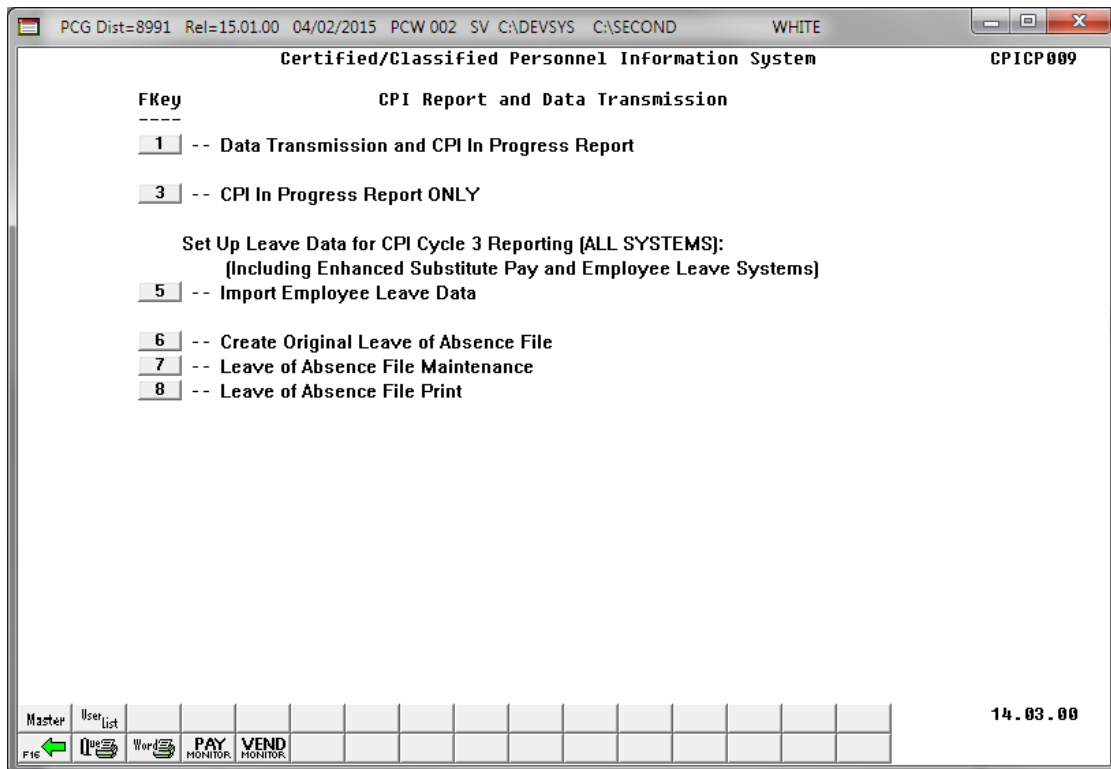 PCG Dist=8991 Rel=15.01.00 04/02/2015 PCW 002 SV C:\DEVSYS C:\SECOND WHITE
Certified/Classified Personnel Information System CPICP009
FKey CPI Report and Data Transmission
----
1 -- Data Transmission and CPI In Progress Report
3 -- CPI In Progress Report ONLY
Set Up Leave Data for CPI Cycle 3 Reporting (ALL SYSTEMS):
(Including Enhanced Substitute Pay and Employee Leave Systems)
5 -- Import Employee Leave Data
6 -- Create Original Leave of Absence File
7 -- Leave of Absence File Maintenance
8 -- Leave of Absence File Print
Master User List 14.03.00
F16 Que Word PAY MONITOR VEND MONITOR